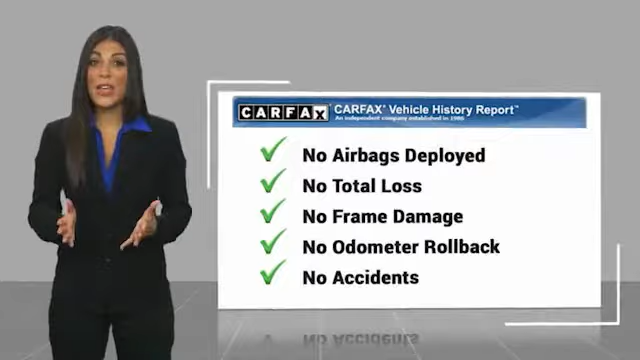 CARFAX CARFAX® Vehicle History Report™
An independent company established in 1986
No Airbags Deployed
No Total Loss
No Frame Damage
No Odometer Rollback
No Accidents